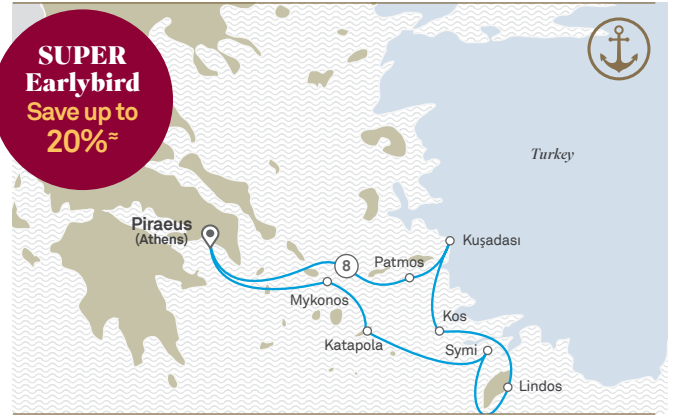 SUPER
Earlybird
Save up to
20%≈
Turkey
Piraeus
(Athens)
Kuşadası
8
Patmos
Mykonos
Kos
Katapola
Symi
Lindos